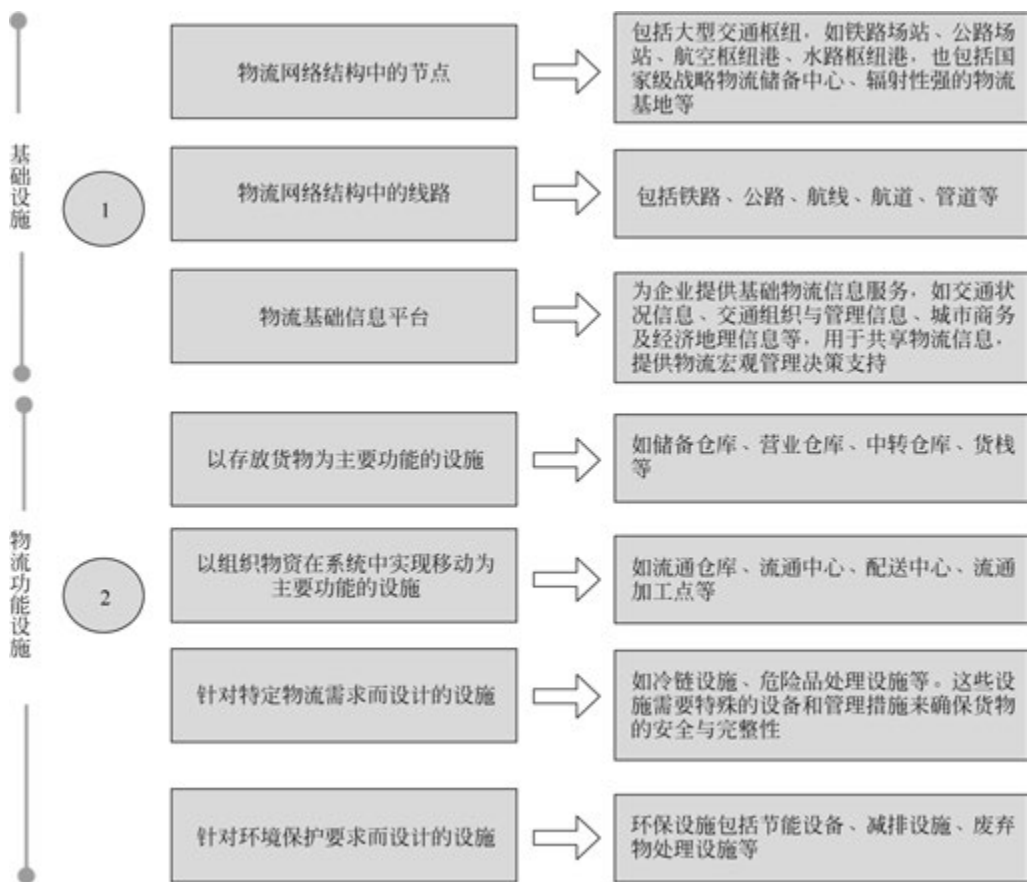 基础设施
1
物流网络结构中的节点
包括大型交通枢纽，如铁路场站、公路场
站、航空枢纽港、水路枢纽港，也包括国
家级战略物流储备中心、辐射性强的物流
基地等
物流网络结构中的线路
包括铁路、公路、航线、航道、管道等
物流基础信息平台
为企业提供基础物流信息服务，如交通状
况信息、交通组织与管理信息、城市商务
及经济地理信息等，用于共享物流信息，
提供物流宏观管理决策支持
物流功能设施
2
以存放货物为主要功能的设施
如储备仓库、营业仓库、中转仓库、货栈
等
以组织物资在系统中实现移动为
主要功能的设施
如流通仓库、流通中心、配送中心、流通
加工点等
针对特定物流需求而设计的设施
如冷链设施、危险品处理设施等。这些设
施需要特殊的设备和管理措施来确保货物
的安全与完整性
针对环境保护要求而设计的设施
环保设施包括节能设备、减排设施、废弃
物处理设施等